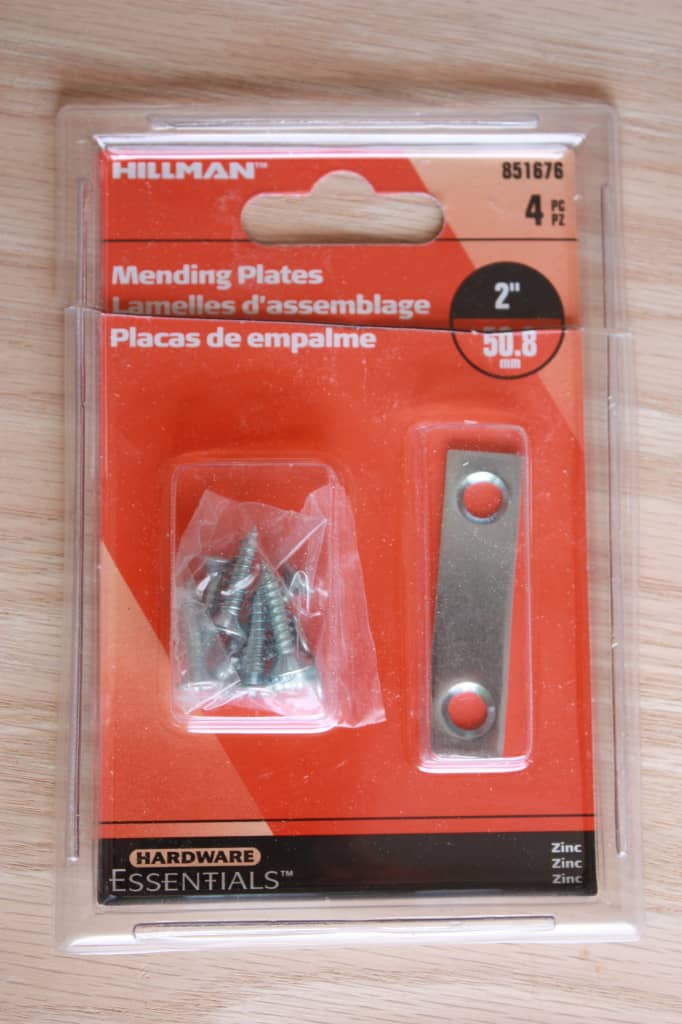 HILLMAN™
851676
4 PC
PZ
Mending Plates
Lamelles d'assemblage
Placas de empalme
2"
50.8
mm
HARDWARE
ESSENTIALS™
Zinc
Zinc
Zinc